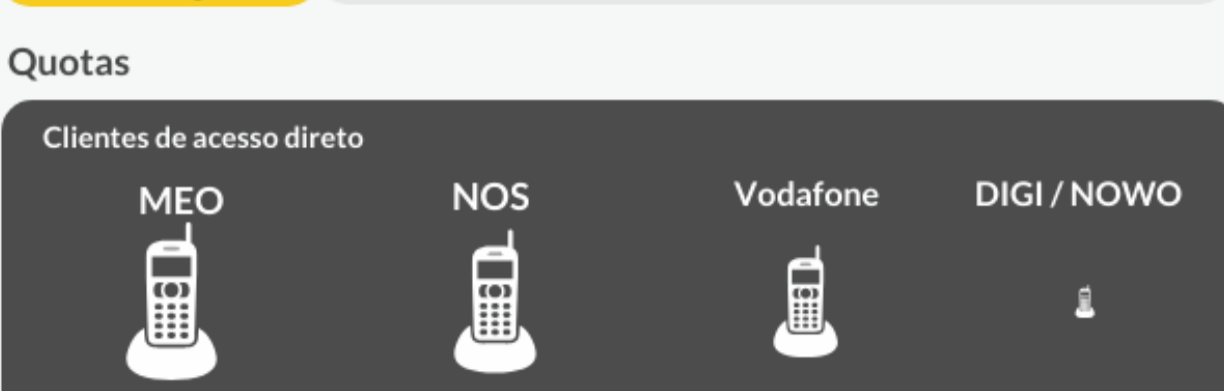 Quotas
Clientes de acesso direto
MEO
NOS
Vodafone
DIGI / NOWO